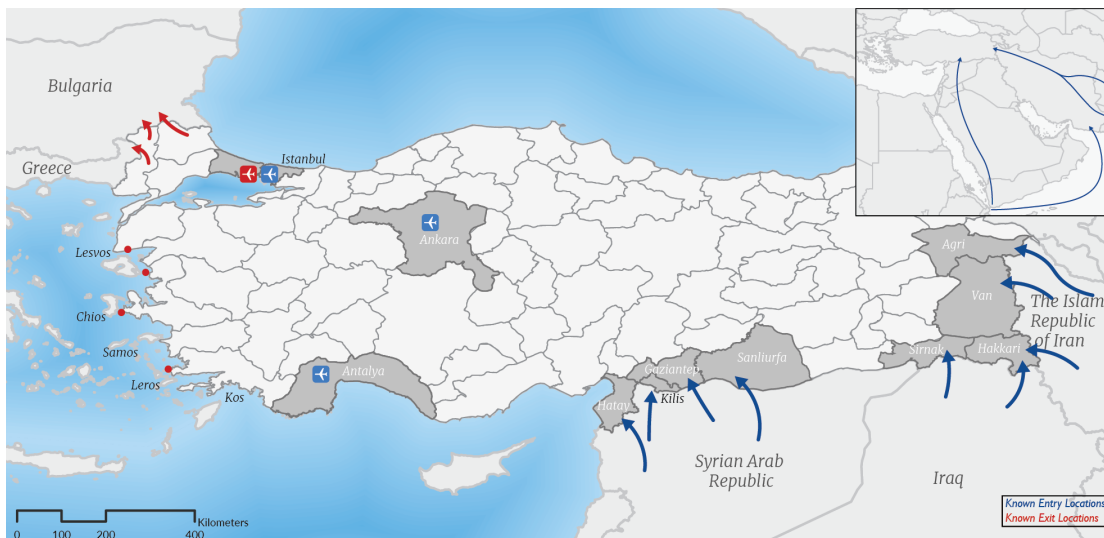 Bulgaria
Greece
Istanbul
Ankara
Lesvos
Chios
Samos
Leros
Kos
Antalya
Agri
Van
The Islam
Republic
of Iran
Sirnak
Hakkari
Sanliurfa
Gaziantep
Kilis
Hatay
Syrian Arab
Republic
Iraq
Kilometers
0 100 200 400
Known Entry Locations
Known Exit Locations